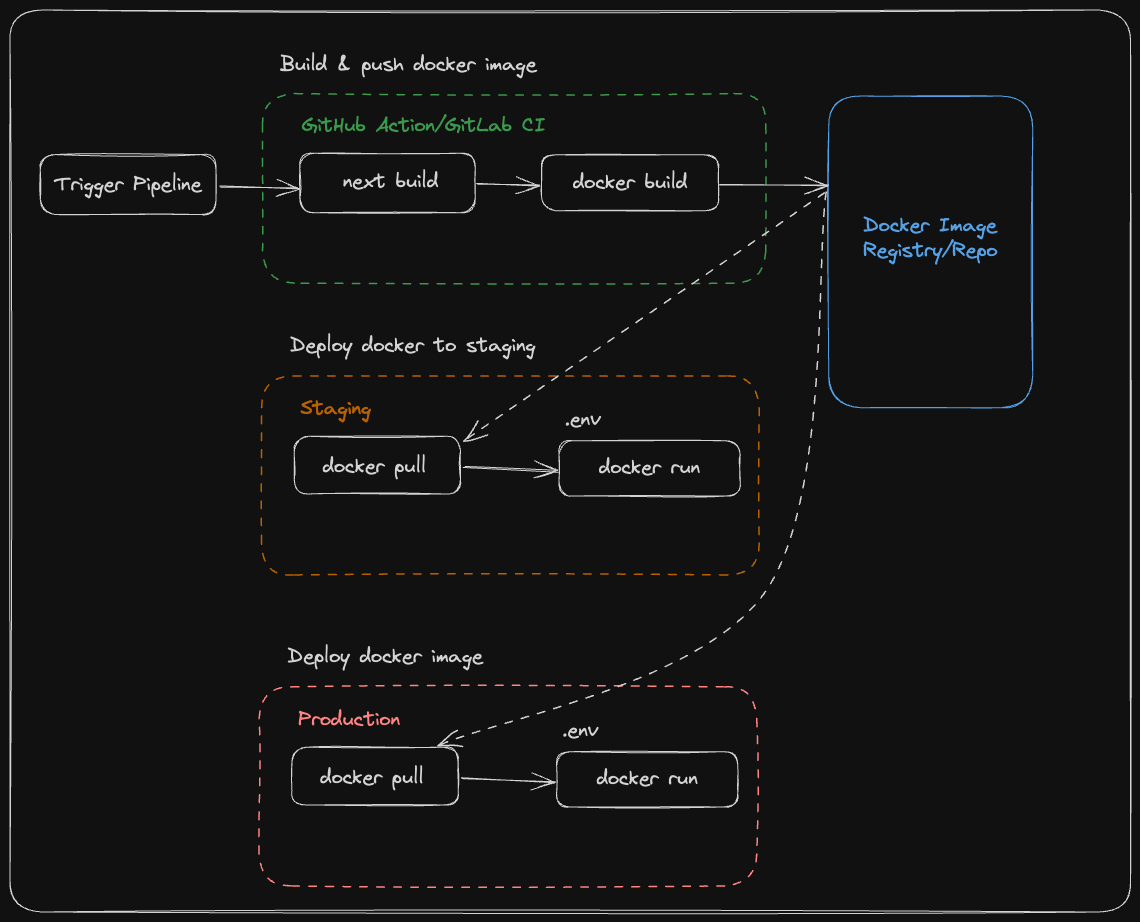 Build & push docker image
GitHub Action/GitLab CI
Trigger Pipeline
next build
docker build
Docker Image
Registry/Repo
Deploy docker to staging
Staging
.env
docker pull
docker run
Deploy docker image
Production
.env
docker pull
docker run